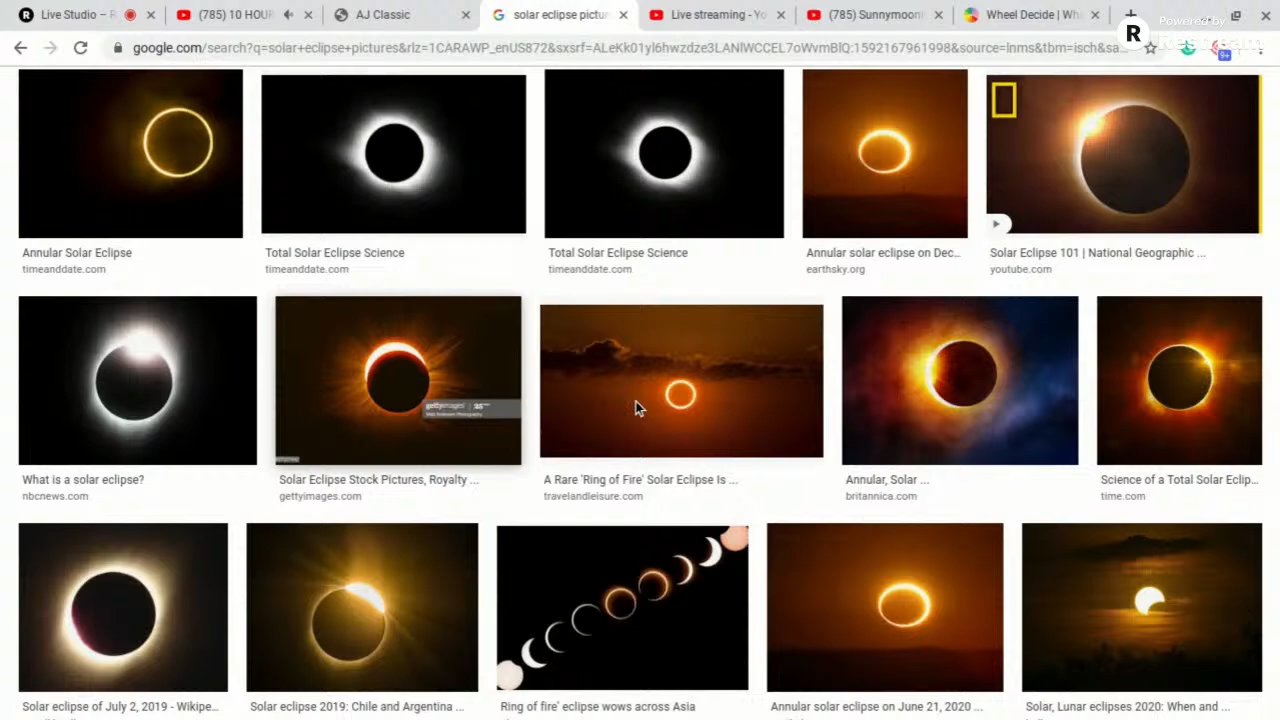 Live Studio – R
(785) 10 HOUR
AJ Classic
solar eclipse pictur
Live streaming - Yo
(785) Sunnymoon
Wheel Decide | Wh
Powered by
Restream
google.com/search?q=solar+eclipse+pictures&rlz=1CARAWP_enUS872&sxsrf=ALeKk01yl6hwzdze3LANlWCCEL7oWvmBlQ:1592167961998&source=lnms&tbm=isch&sa...
R
9+
Annular Solar Eclipse
timeanddate.com
Total Solar Eclipse Science
timeanddate.com
Total Solar Eclipse Science
timeanddate.com
Annular solar eclipse on Dec...
earthsky.org
Solar Eclipse 101 | National Geographic ...
youtube.com
gettyimages
What is a solar eclipse?
nbcnews.com
Solar Eclipse Stock Pictures, Royalty ...
gettyimages.com
A Rare 'Ring of Fire' Solar Eclipse Is ...
travelandleisure.com
Annular, Solar ...
britannica.com
Science of a Total Solar Eclip...
time.com
Solar eclipse of July 2, 2019 - Wikipe...
Solar eclipse 2019: Chile and Argentina ...
Ring of fire' eclipse wows across Asia
Annular solar eclipse on June 21, 2020 ...
Solar, Lunar eclipses 2020: When and ...